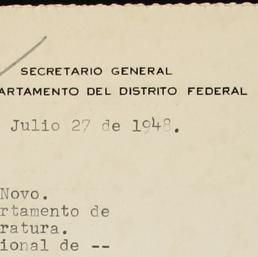 SECRETARIO GENERAL
ARTAMENTO DEL DISTRITO FEDERAL
Julio 27 de 1948.
Novo.
rtamento de
ratura.
ional de --